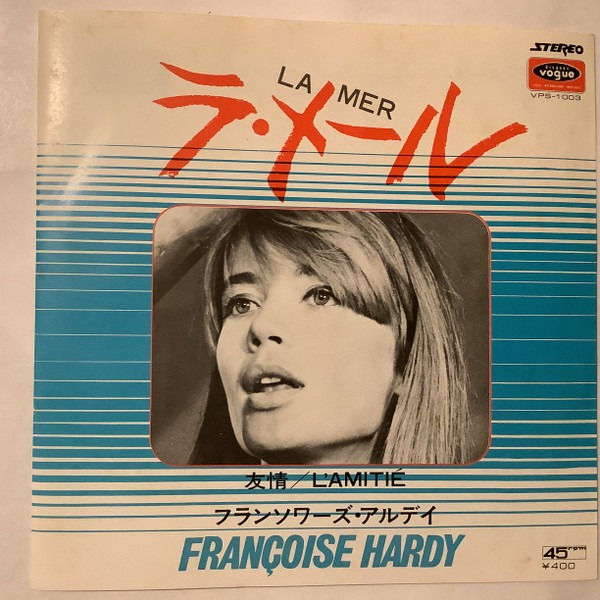 STEREO
DISQUES
vogue
VPS-1003
LA MER
ラ・メール
友情/L'AMITIÉ
フランソワーズ・アルデイ
FRANÇOISE HARDY
45rpm
¥400